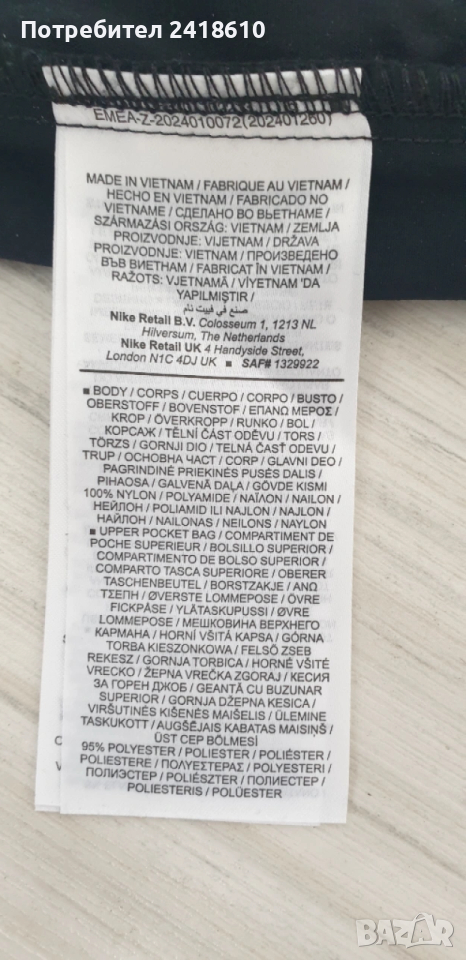 Потребител 2418610
EMEA-Z-2024010072(202401260)
MADE IN VIETNAM / FABRIQUE AU VIETNAM /
HECHO EN VIETNAM / FABRICADO NO
VIETNAME / СДЕЛАНО ВО ВЬЕТНАМЕ /
SZÁRMAZÁSI ORSZÁG: VIETNAM / ZEMLJA
PROIZVODNJE: VIJETNAM / DRŽAVA
PROIZVODNJE: VIETNAM / ПРОИЗВЕДЕНО
ВЪВ ВИЕТНАМ / FABRICAT ÎN VIETNAM /
RAŽOTS: VJETNAMĀ / VİYETNAM 'DA
YAPILMIŞTIR /
صنع في فييت نام
Nike Retail B.V. Colosseum 1, 1213 NL
Hilversum, The Netherlands
Nike Retail UK 4 Handyside Street,
London N1C 4DJ UK ■ SAF# 1329922
■ BODY / CORPS / CUERPO / CORPO / BUSTO /
OBERSTOFF / BOVENSTOF / ΕΠΑΝΩ ΜΕΡΟΣ /
KROP / ÖVERKROPP / RUNKO / BOL /
КОРСАЖ / TĚLNÍ ČÁST ODĚVU / TORS /
TÖRZS / GORNJI DIO / TELNÁ ČASŤ ODEVU /
TRUP / ОСНОВНА ЧАСТ / CORP / GLAVNI DEO /
PAGRINDINĖ PRIEKINĖS PUSĖS DALIS /
PIHAOSA / GALVENĀ DAĻA / GÖVDE KISMI
100% NYLON / POLYAMIDE / ΝΑΪΛΟΝ / NAILON /
НЕЙЛОН / POLIAMID ILI NAJLON / NAJLON /
НАЙЛОН / NAILONAS / NEILONS / NAYLON
■ UPPER POCKET BAG / COMPARTIMENT DE
POCHE SUPERIEUR / BOLSILLO SUPERIOR /
COMPARTIMENTO DE BOLSO SUPERIOR /
COMPARTO TASCA SUPERIORE / OBERER
TASCHENBEUTEL / BORSTZAKJE / ΑΝΩ
ΤΣΕΠΗ / ØVERSTE LOMMEPOSE / ÖVRE
FICKPÅSE / YLÄTASKUPUSSI / ØVRE
LOMMEPOSE / МЕШКОВИНА ВЕРХНЕГО
КАРМАНА / HORNÍ VŠITÁ KAPSA / GÓRNA
TORBA KIESZONKOWA / FELSŐ ZSEB
REKESZ / GORNJA TORBICA / HORNÉ VŠITÉ
VRECKO / ŽEPNA VREČKA ZGORAJ / КЕСИЯ
ЗА ГОРЕН ДЖОБ / GEANTĂ CU BUZUNAR
SUPERIOR / GORNJA DŽEPNA KESICA /
VIRŠUTINĖS KIŠENĖS MAIŠELIS / ÜLEMINE
TASKUKOTT / AUGŠĒJAIS KABATAS MAISIŅŠ /
ÜST CEP BÖLMESİ
95% POLYESTER / POLIESTER / POLIÉSTER /
POLIESTERE / ΠΟΛΥΕΣΤΕΡΑΣ / POLYESTERI /
ПОЛИЭСТЕР / POLIÉSZTER / ПОЛИЕСТЕР /
POLIESTERIS / POLÜESTER
BAZAR